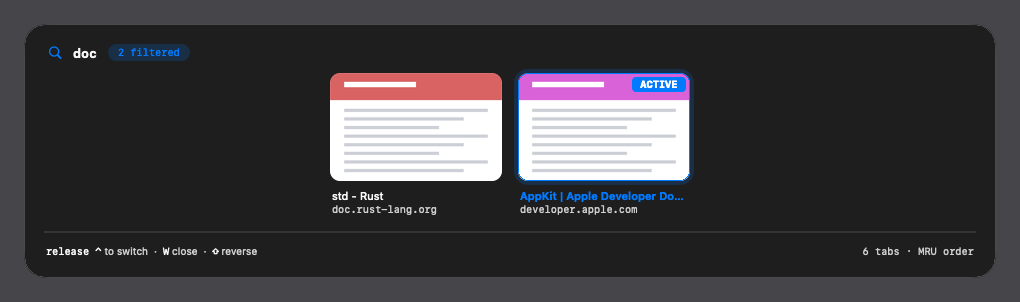 doc 2 filtered
ACTIVE
std - Rust
doc.rust-lang.org
AppKit | Apple Developer Do…
developer.apple.com
release ^ to switch · W close · ⇧ reverse
6 tabs · MRU order